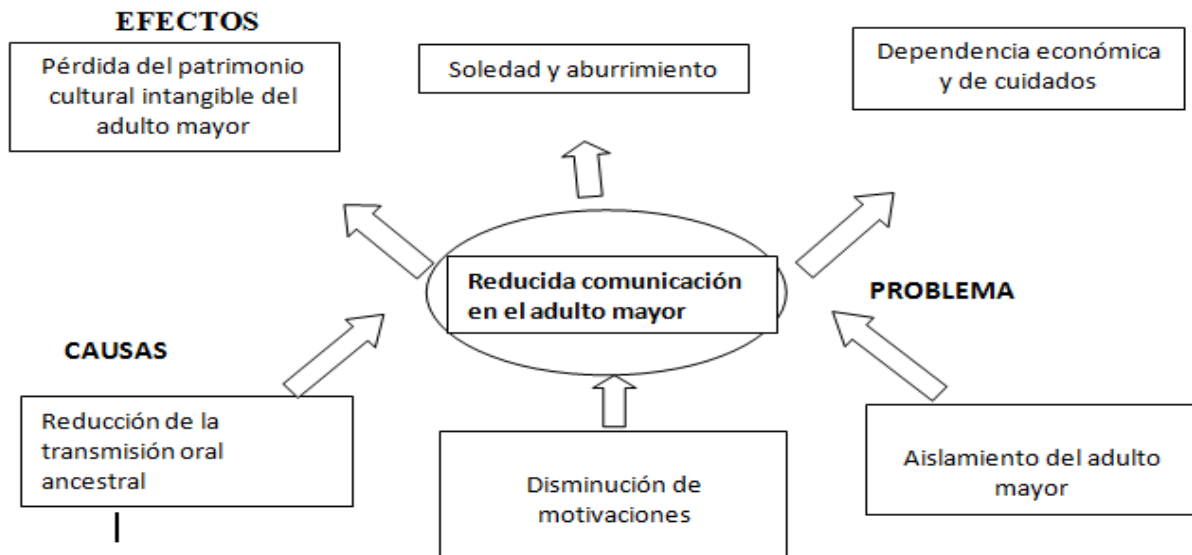 EFECTOS
Pérdida del patrimonio
cultural intangible del
adulto mayor
Soledad y aburrimiento
Dependencia económica
y de cuidados
Reducida comunicación
en el adulto mayor
PROBLEMA
CAUSAS
Reducción de la
transmisión oral
ancestral
Disminución de
motivaciones
Aislamiento del adulto
mayor